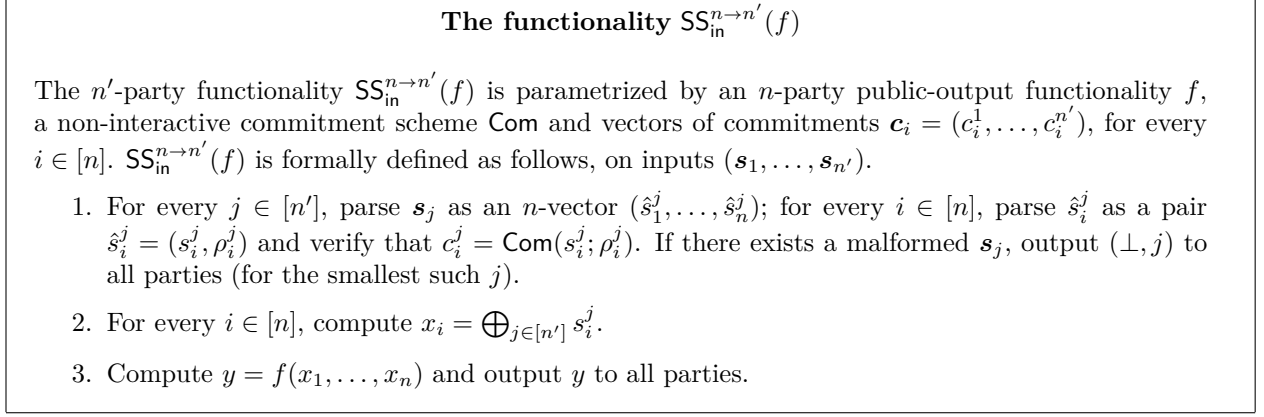 The functionality SS_in^{n→n'}(f)
The n'-party functionality SS_in^{n→n'}(f) is parametrized by an n-party public-output functionality f,
a non-interactive commitment scheme Com and vectors of commitments c_i = (c_i^1, . . . , c_i^{n'}), for every
i ∈ [n]. SS_in^{n→n'}(f) is formally defined as follows, on inputs (s_1, . . . , s_{n'}).
1. For every j ∈ [n'], parse s_j as an n-vector (ŝ_1^j, . . . , ŝ_n^j); for every i ∈ [n], parse ŝ_i^j as a pair
ŝ_i^j = (s_i^j, ρ_i^j) and verify that c_i^j = Com(s_i^j; ρ_i^j). If there exists a malformed s_j, output (⊥, j) to
all parties (for the smallest such j).
2. For every i ∈ [n], compute x_i = ⊕_{j∈[n']} s_i^j.
3. Compute y = f(x_1, . . . , x_n) and output y to all parties.